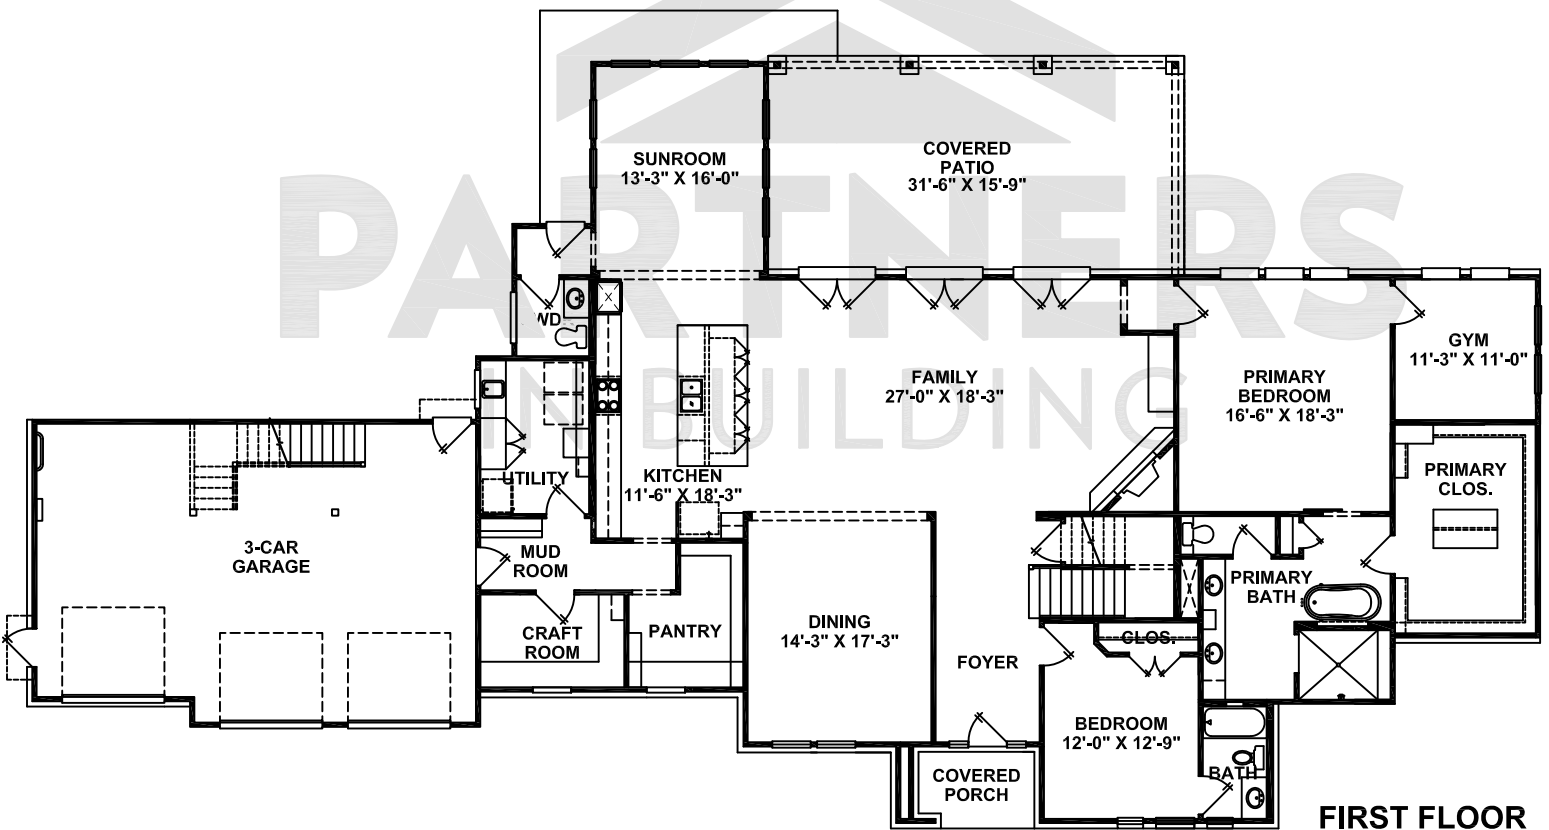 SUNROOM
13'-3" X 16'-0"
COVERED
PATIO
31'-6" X 15'-9"
PARTNERS
IN BUILDING
WD
FAMILY
27'-0" X 18'-3"
PRIMARY
BEDROOM
16'-6" X 18'-3"
GYM
11'-3" X 11'-0"
KITCHEN
11'-6" X 18'-3"
UTILITY
PRIMARY
CLOS.
3-CAR
GARAGE
MUD
ROOM
PRIMARY
BATH
CRAFT
ROOM
PANTRY
DINING
14'-3" X 17'-3"
FOYER
CLOS.
BEDROOM
12'-0" X 12'-9"
BATH
COVERED
PORCH
FIRST FLOOR